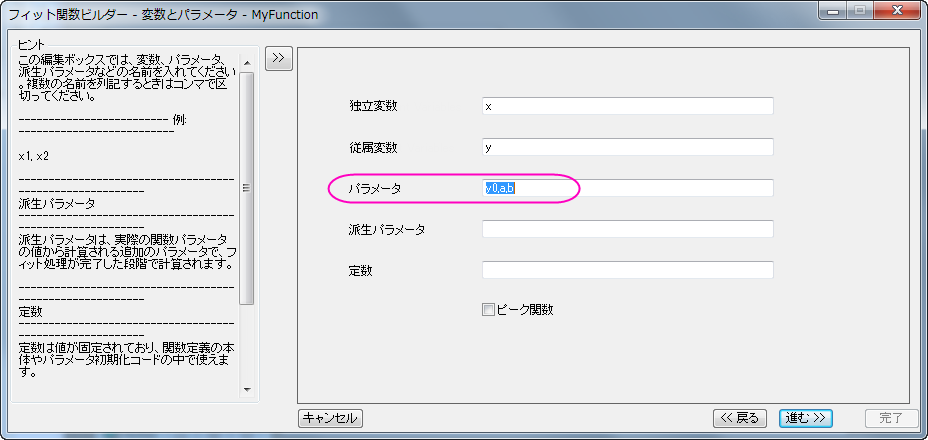 フィット関数ビルダー - 変数とパラメータ - MyFunction
ヒント
この編集ボックスでは、変数、パラメータ、
派生パラメータなどの名前を入れてください
。複数の名前を列記するときはコンマで区
切ってください。
------------------------- 例:
--------------------------
x1, x2
------------------------------------
---------------------
派生パラメータ
------------------------------------
---------------------
派生パラメータは、実際の関数パラメータ
の値から計算される追加のパラメータで、フ
ィット処理が完了した段階で計算されます。
------------------------------------
---------------------
定数
------------------------------------
---------------------
定数は値が固定されており、関数定義の本
体やパラメータ初期化コードの中で使えま
す。
>>
独立変数 x
従属変数 y
パラメータ y0,a,b
派生パラメータ
定数
ピーク関数
キャンセル
<< 戻る
進む >>
完了